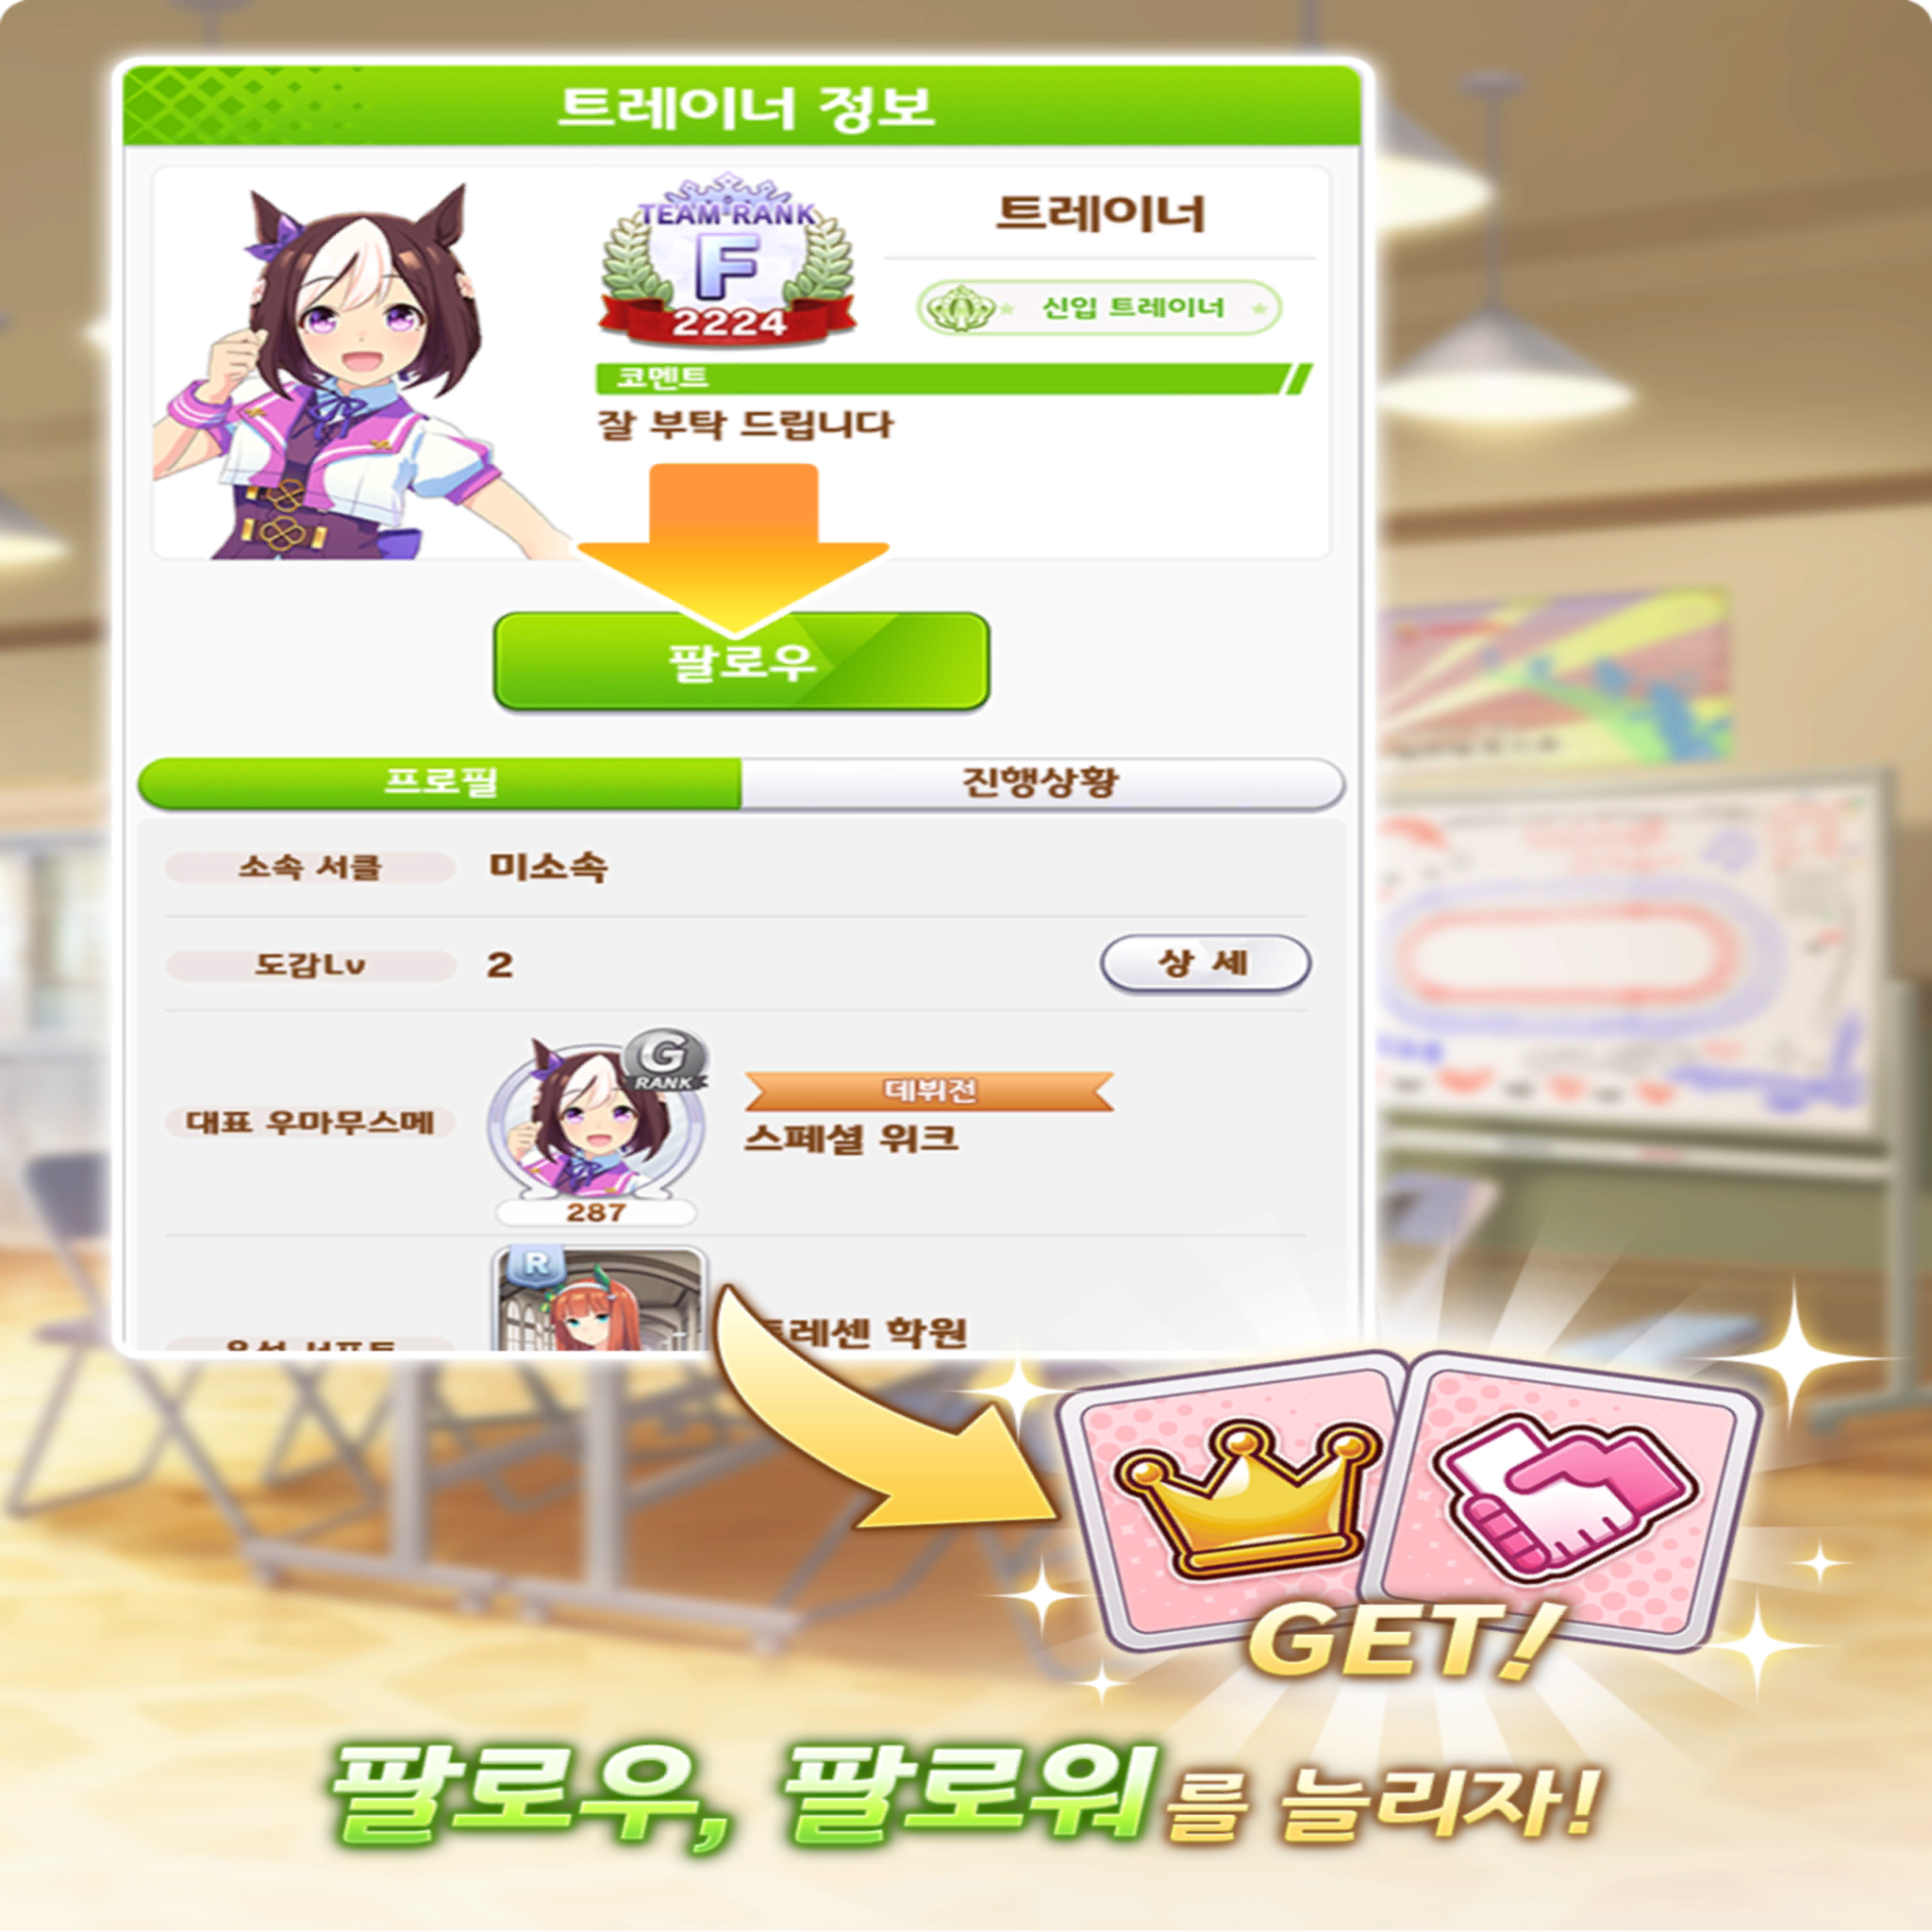 트레이너 정보
TEAM RANK
F
2224
트레이너
신입 트레이너
코멘트
잘 부탁 드립니다
팔로우
프로필
진행상황
소속 서클 미소속
도감Lv 2 상 세
대표 우마무스메
G
RANK
287
데뷔전
스페셜 위크
R
학원
GET!
팔로우, 팔로워를 늘리자!